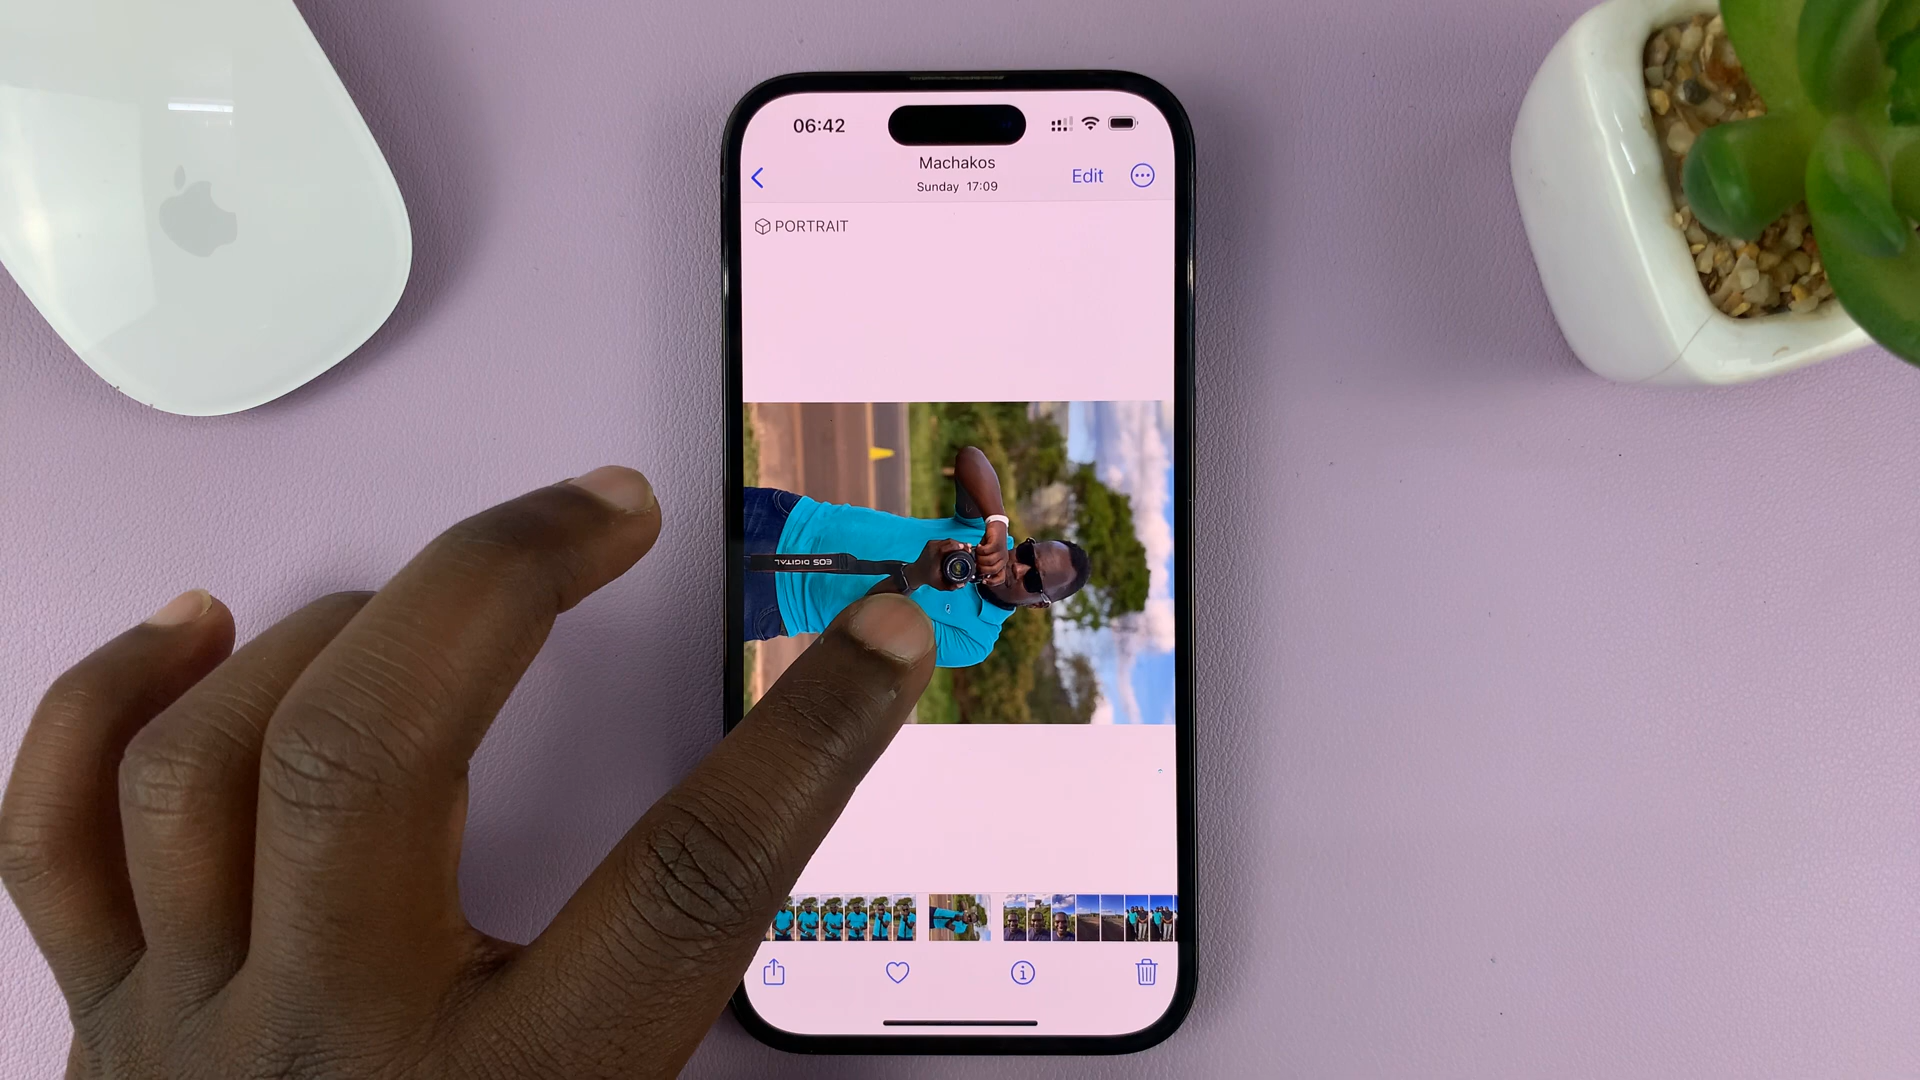 06:42
Machakos
Sunday 17:09
Edit
PORTRAIT
EOS DIGITAL